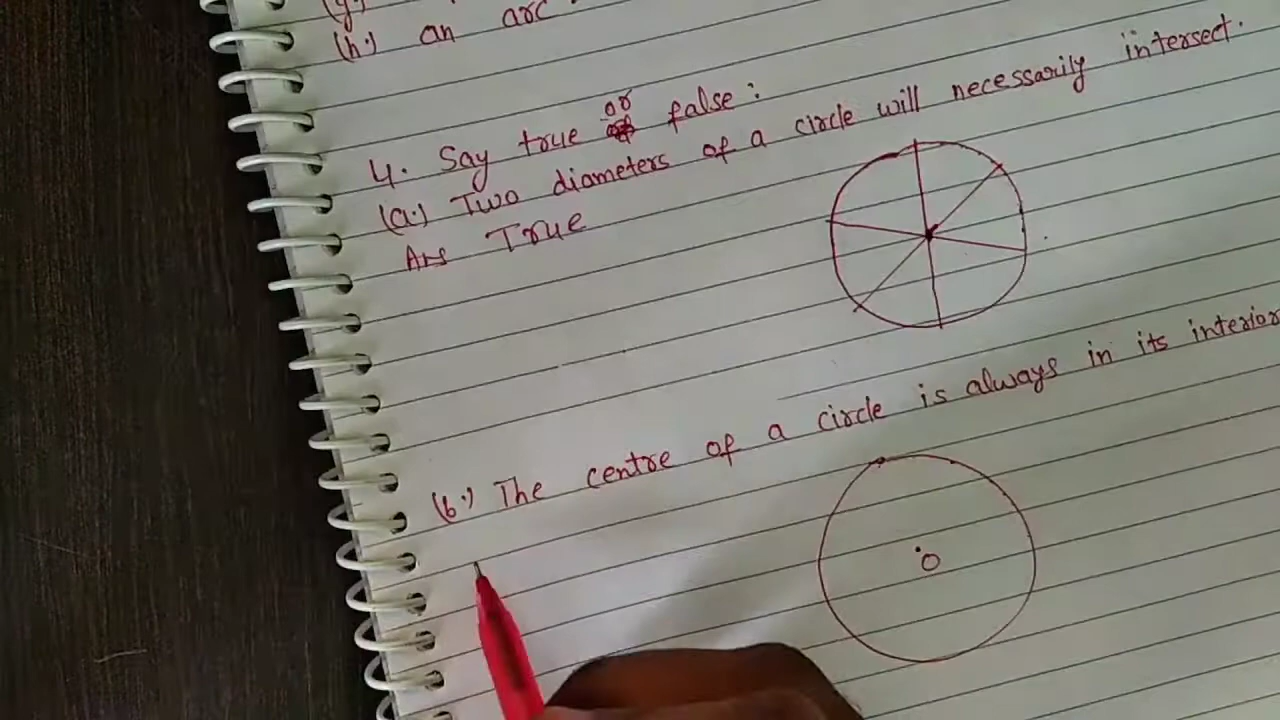 (g.)
(h.) an arc
4. Say true or false:
(a.) Two diameters of a circle will necessarily intersect.
Ans True
(b.) The centre of a circle is always in its interior
O